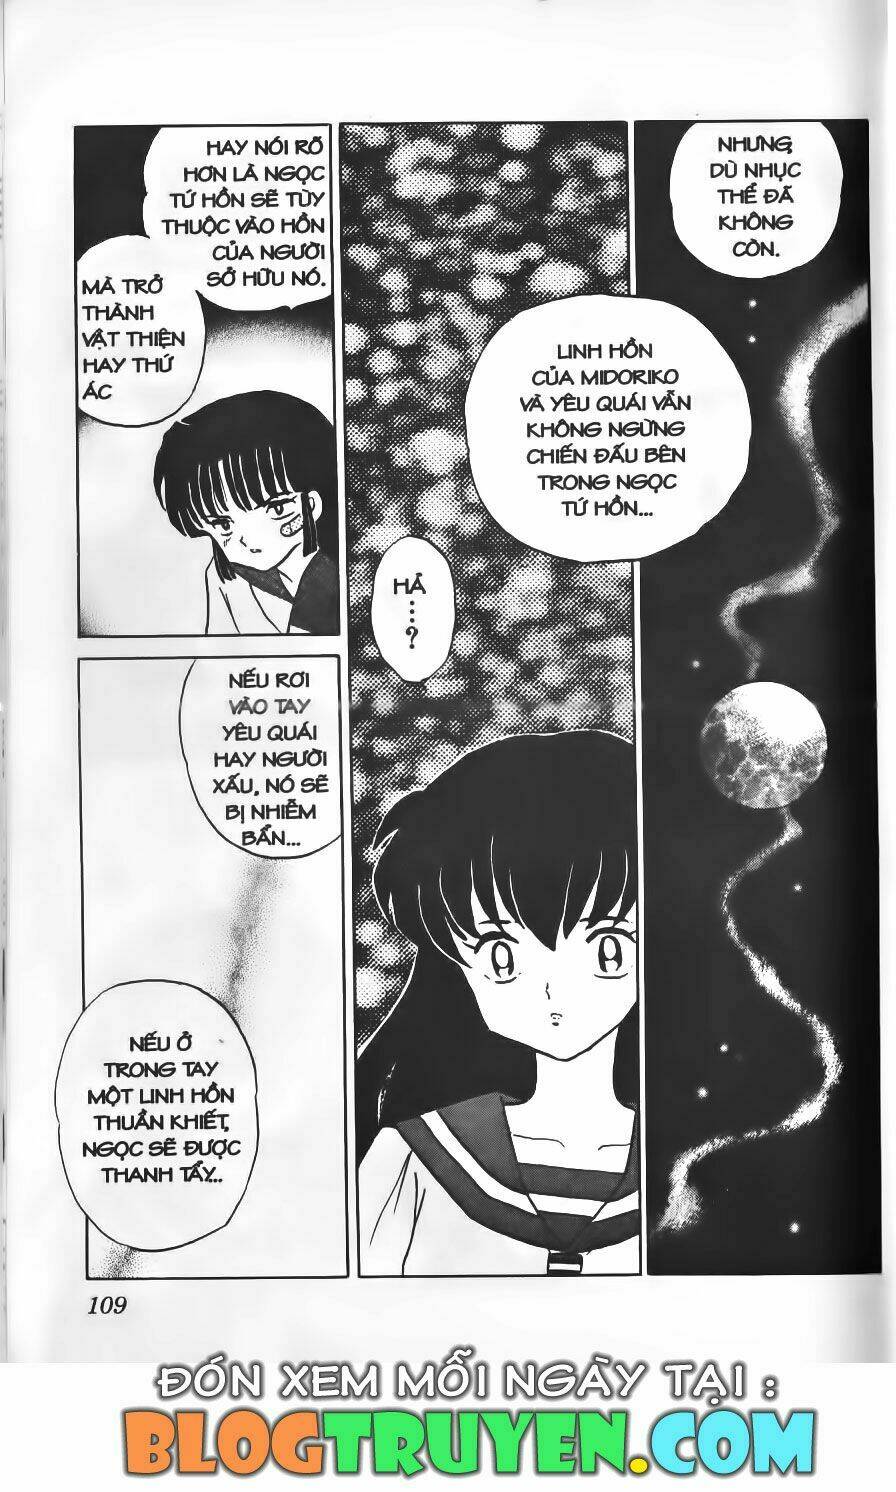 NHƯNG,
DÙ NHỤC
THỂ ĐÃ
KHÔNG
CÒN.
LINH HỒN
CỦA MIDORIKO
VÀ YÊU QUÁI VẪN
KHÔNG NGỪNG
CHIẾN ĐẤU BÊN
TRONG NGỌC
TỨ HỒN...
HẢ
...
?
HAY NÓI RÕ
HƠN LÀ NGỌC
TỨ HỒN SẼ TÙY
THUỘC VÀO HỒN
CỦA NGƯỜI
SỞ HỮU NÓ.
MÀ TRỞ
THÀNH
VẬT THIỆN
HAY THỨ
ÁC
NẾU RƠI
VÀO TAY
YÊU QUÁI
HAY NGƯỜI
XẤU, NÓ SẼ
BỊ NHIỄM
BẨN...
NẾU Ở
TRONG TAY
MỘT LINH HỒN
THUẦN KHIẾT,
NGỌC SẼ ĐƯỢC
THANH TẨY...
109
ĐÓN XEM MỖI NGÀY TẠI :
BLOGTRUYEN.COM